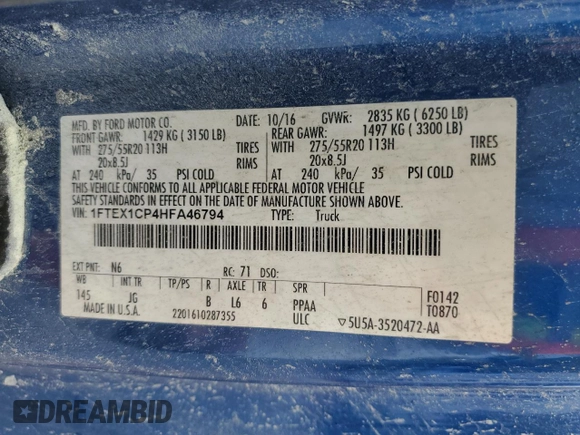 MFD. BY FORD MOTOR CO.
DATE: 10/16 GVWR: 2835 KG ( 6250 LB)
FRONT GAWR: 1429 KG ( 3150 LB) REAR GAWR: 1497 KG ( 3300 LB)
WITH 275/55R20 113H TIRES WITH 275/55R20 113H TIRES
20x8.5J RIMS 20x8.5J RIMS
AT 240 kPa/ 35 PSI COLD AT 240 kPa/ 35 PSI COLD
THIS VEHICLE CONFORMS TO ALL APPLICABLE FEDERAL MOTOR VEHICLE
SAFETY STANDARDS IN EFFECT ON THE DATE OF MANUFACTURE SHOWN ABOVE.
VIN: 1FTEX1CP4HFA46794 TYPE: Truck
EXT PNT: N6 RC: 71 DSO:
WB INT TR TP/PS R AXLE TR SPR
145 JG B L6 6 PPAA F0142
MADE IN U.S.A. 2201610287355 ULC T0870
▽5U5A-3520472-AA
DREAMBID